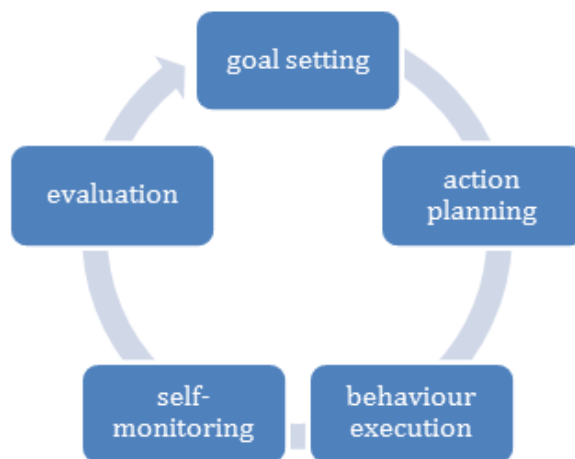 goal setting
action
planning
behaviour
execution
self-
monitoring
evaluation